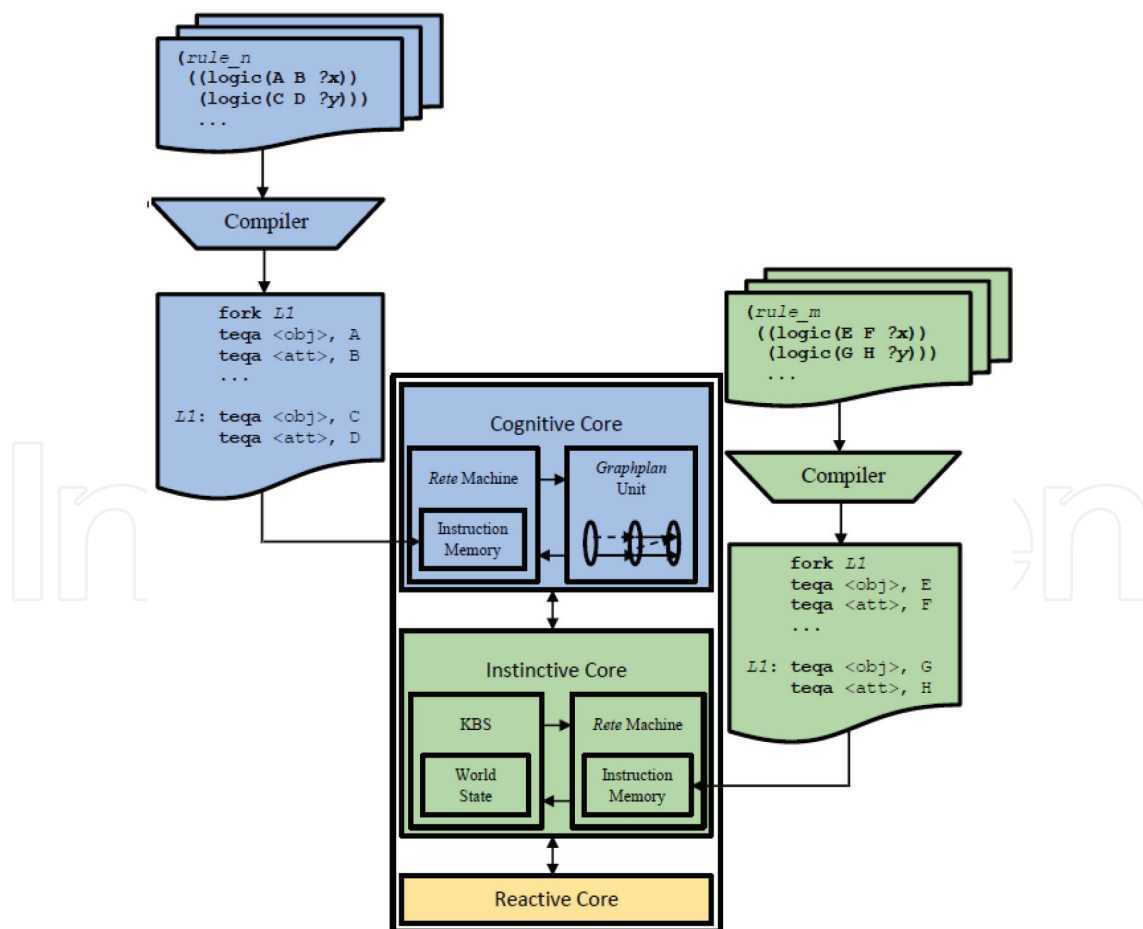 (rule_n
((logic(A B ?x))
(logic(C D ?y)))
...
Compiler
fork L1
teqa <obj>, A
teqa <att>, B
...
L1: teqa <obj>, C
teqa <att>, D
(rule_m
((logic(E F ?x))
(logic(G H ?y)))
...
Compiler
fork L1
teqa <obj>, E
teqa <att>, F
...
L1: teqa <obj>, G
teqa <att>, H
Cognitive Core
Rete Machine
Instruction
Memory
Graphplan
Unit
Instinctive Core
KBS
World
State
Rete Machine
Instruction
Memory
Reactive Core
In
en